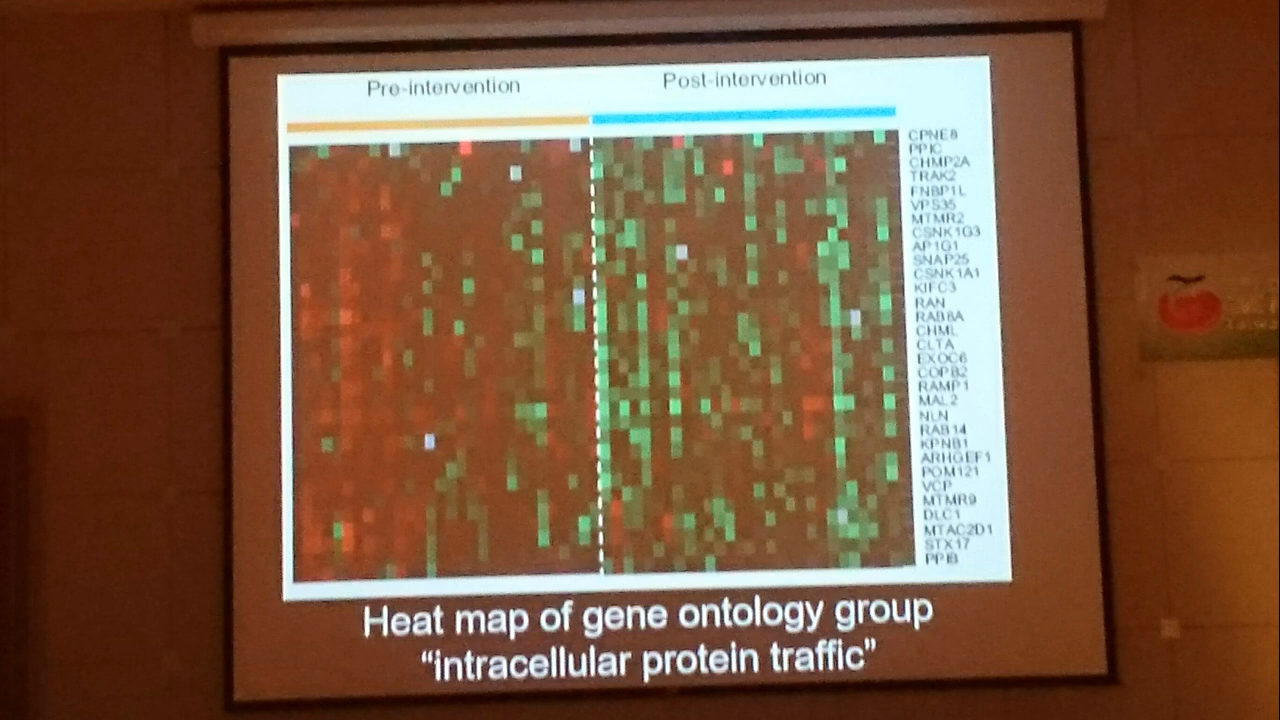 Pre-intervention
Post-intervention
CPNE8
PPIC
CHMP2A
TRAK2
FNBP1L
VPS35
MTMR2
CSNK1G3
AP1G1
SNAP25
CSNK1A1
KIFC3
RAN
RAB8A
CHML
CLTA
EXOC6
COPB2
RAMP1
MAL2
NLN
RAB14
KPNB1
ARHGEF1
POM121
VCP
MTMR9
DLC1
MTAC2D1
STX17
PPIB
Heat map of gene ontology group
“intracellular protein traffic”